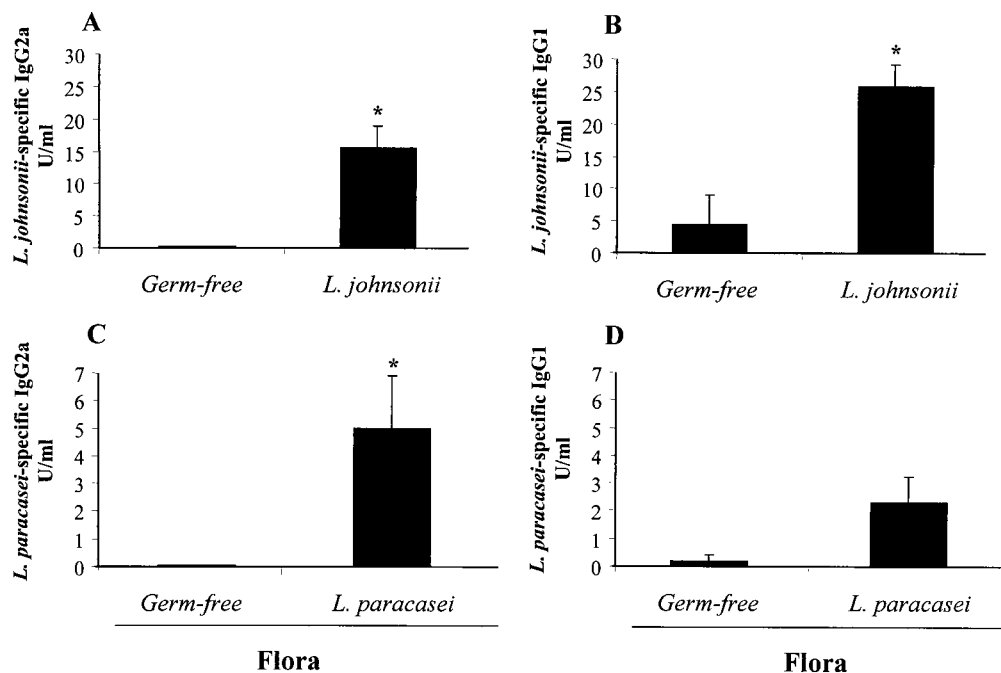 A
L. johnsonii-specific IgG2a
U/ml
30
25
20
15
10
5
0
*
Germ-free
L. johnsonii
B
L. johnsonii-specific IgG1
U/ml
30
25
20
15
10
5
0
*
Germ-free
L. johnsonii
C
L. paracasei-specific IgG2a
U/ml
7
6
5
4
3
2
1
0
*
Germ-free
L. paracasei
Flora
D
L. paracasei-specific IgG1
U/ml
7
6
5
4
3
2
1
0
Germ-free
L. paracasei
Flora